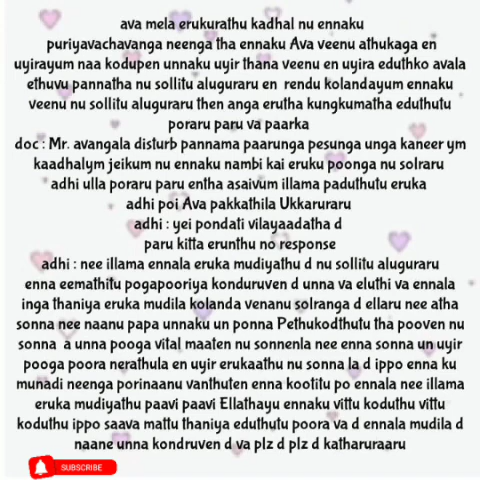 ava mela erukurathu kadhal nu ennaku
puriyavachavanga neenga tha ennaku Ava veenu athukaga en
uyirayum naa kodupen unnaku uyir thana veenu en uyira eduthko avala
ethuvu pannatha nu sollitu aluguraru en rendu kolandayum ennaku
veenu nu sollitu aluguraru then anga erutha kungkumatha eduthutu
poraru paru va paarka
doc : Mr. avangala disturb pannama paarunga pesunga unga kaneer ym
kaadhalym jeikum nu ennaku nambi kai eruku poonga nu solraru
adhi ulla poraru paru entha asaivum illama paduthutu eruka
adhi poi Ava pakkathila Ukkaruraru
adhi : yei pondati vilayaadatha d
paru kitta erunthu no response
adhi : nee illama ennala eruka mudiyathu d nu sollitu aluguraru
enna eemathitu pogapooriya konduruven d unna va eluthi va ennala
inga thaniya eruka mudila kolanda venanu solranga d ellaru nee atha
sonna nee naanu papa unnaku un ponna Pethukodthutu tha pooven nu
sonna a unna pooga vital maaten nu sonnenla nee enna sonna un uyir
pooga poora nerathula en uyir erukaathu nu sonna la d ippo enna ku
munadi neenga porinaanu vanthuten enna kootitu po ennala nee illama
eruka mudiyathu paavi paavi Ellathayu ennaku vittu koduthu vittu
koduthu ippo saava mattu thaniya eduthutu poora va d ennala mudila d
naane unna kondruven d va plz d plz d katharuraaru
SUBSCRIBE